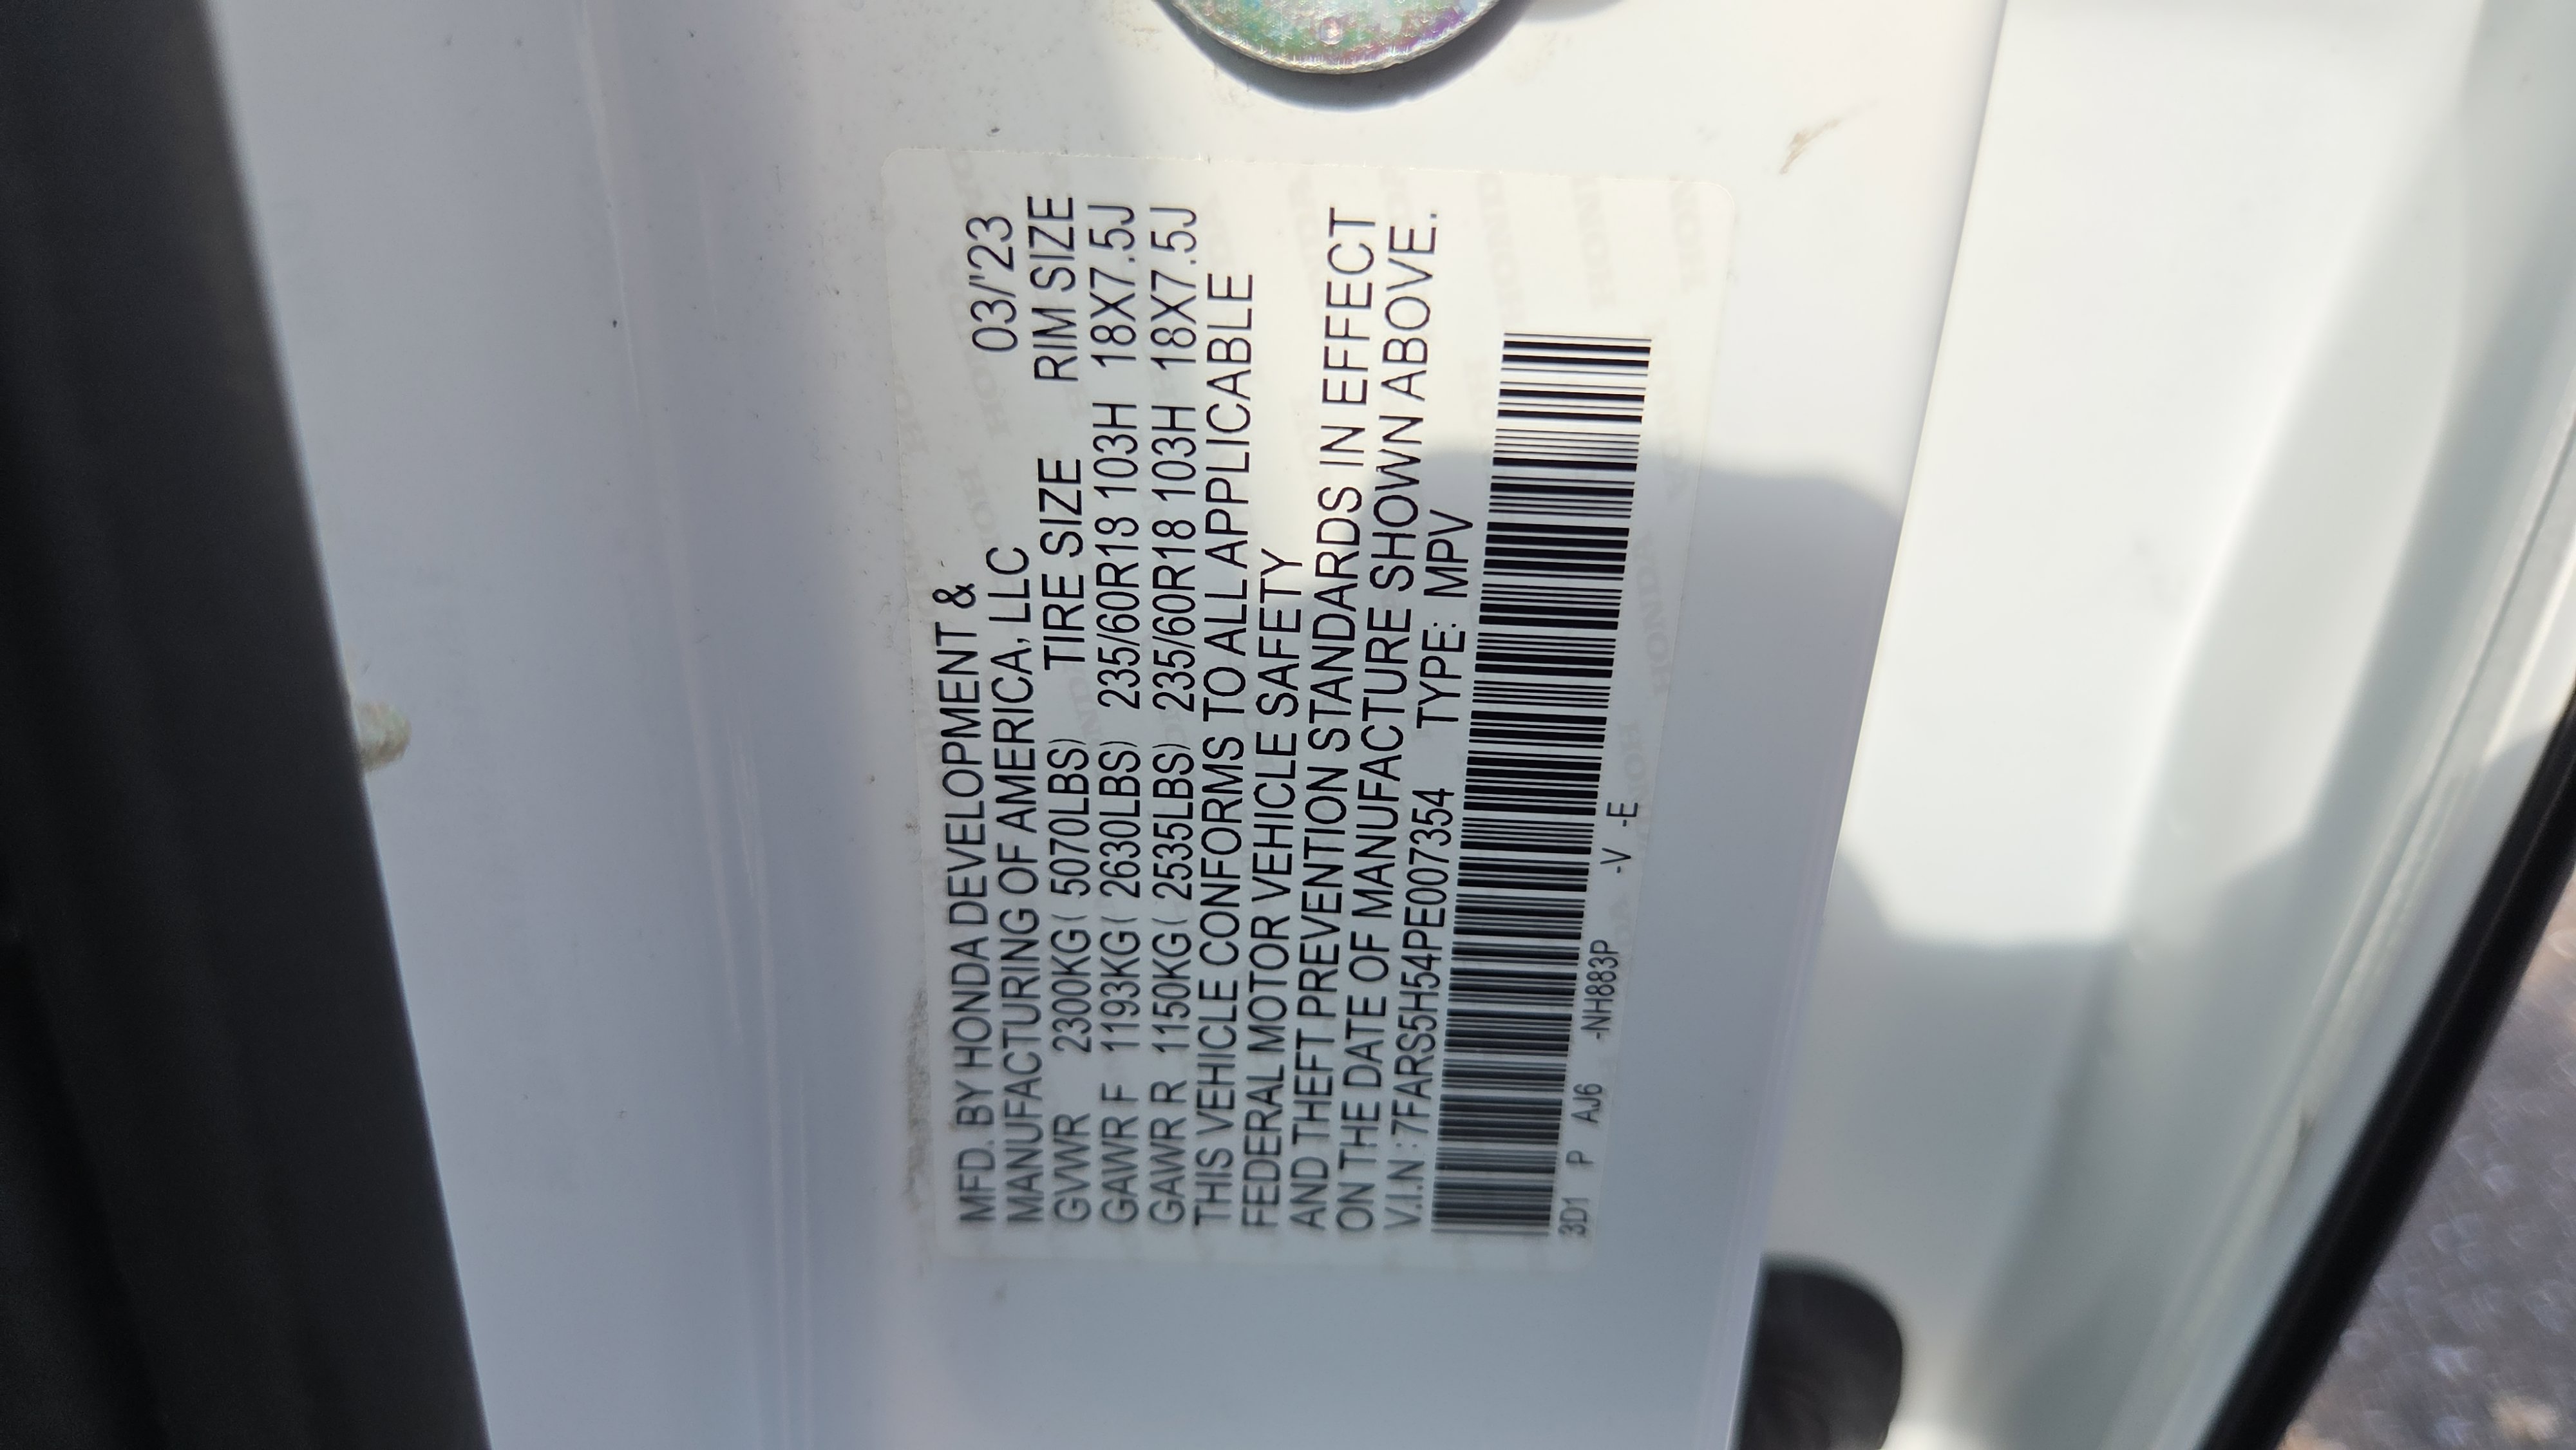 MFD. BY HONDA DEVELOPMENT &
MANUFACTURING OF AMERICA, LLC 03/'23
GVWR 2300KG( 5070LBS) TIRE SIZE RIM SIZE
GAWR F 1193KG( 2630LBS) 235/60R18 103H 18X7.5J
GAWR R 1150KG( 2535LBS) 235/60R18 103H 18X7.5J
THIS VEHICLE CONFORMS TO ALL APPLICABLE
FEDERAL MOTOR VEHICLE SAFETY
AND THEFT PREVENTION STANDARDS IN EFFECT
ON THE DATE OF MANUFACTURE SHOWN ABOVE.
V.I.N :7FARS5H54PE007354 TYPE: MPV
3D1 P AJ6 -NH883P -V -E